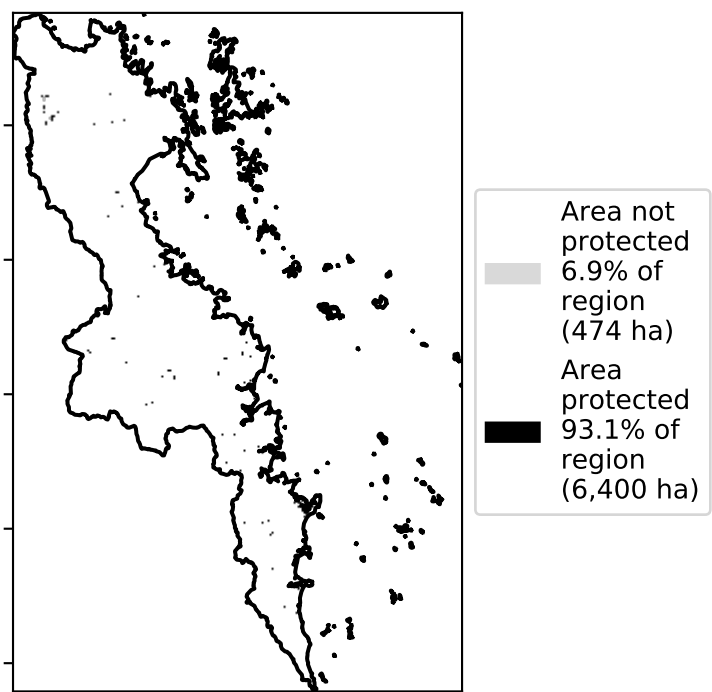 Area not
protected
6.9% of
region
(474 ha)
Area
protected
93.1% of
region
(6,400 ha)